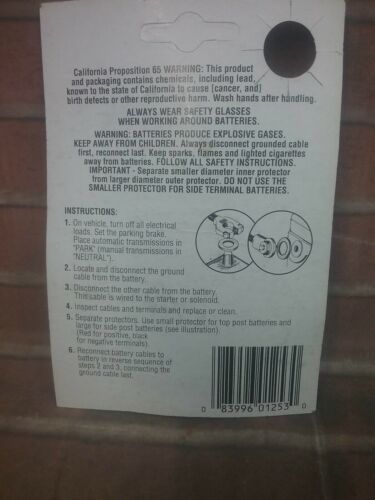 California Proposition 65 WARNING: This product
and packaging contains chemicals, including lead,
known to the state of California to cause [cancer, and]
birth defects or other reproductive harm. Wash hands after handling.
ALWAYS WEAR SAFETY GLASSES
WHEN WORKING AROUND BATTERIES.
WARNING: BATTERIES PRODUCE EXPLOSIVE GASES.
KEEP AWAY FROM CHILDREN. Always disconnect grounded cable
first, reconnect last. Keep sparks, flames and lighted cigarettes
away from batteries. FOLLOW ALL SAFETY INSTRUCTIONS.
IMPORTANT - Separate smaller diameter inner protector
from larger diameter outer protector. DO NOT USE THE
SMALLER PROTECTOR FOR SIDE TERMINAL BATTERIES.
INSTRUCTIONS:
1. On vehicle, turn off all electrical
loads. Set the parking brake.
Place automatic transmissions in
"PARK" (manual transmissions in
"NEUTRAL").
2. Locate and disconnect the ground
cable from the battery.
3. Disconnect the other cable from the battery.
This cable is wired to the starter or solenoid.
4. Inspect cables and terminals and replace or clean.
5. Separate protectors. Use small protector for top post batteries and
large for side post batteries (see illustration).
(Red for positive, black
for negative terminals).
6. Reconnect battery cables to
battery in reverse sequence of
steps 2 and 3, connecting the
ground cable last.
0 83996 01253 0